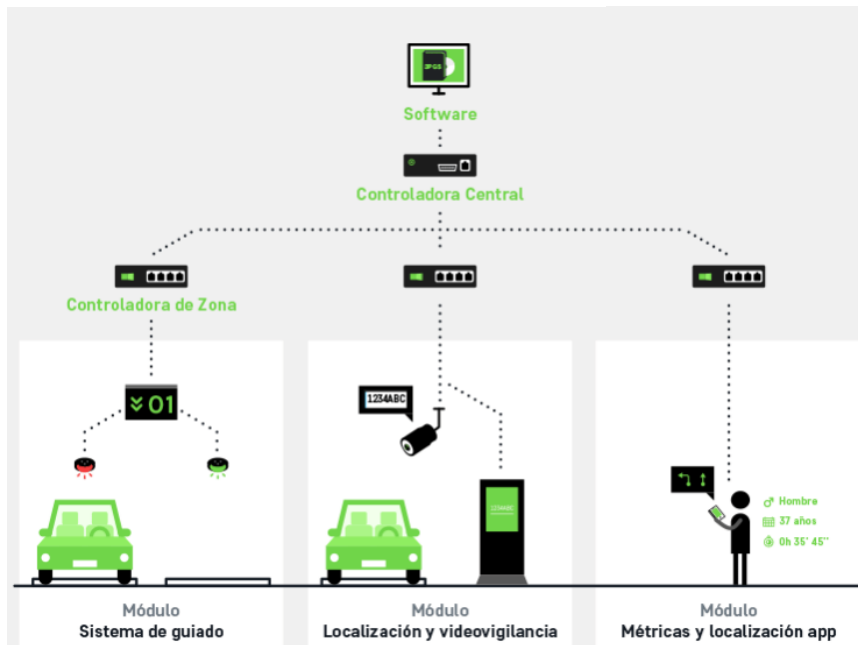 Software
Controladora Central
Controladora de Zona
01
1234ABC
Hombre
37 años
0h 35' 45''
Módulo
Sistema de guiado
Módulo
Localización y videovigilancia
Módulo
Métricas y localización app